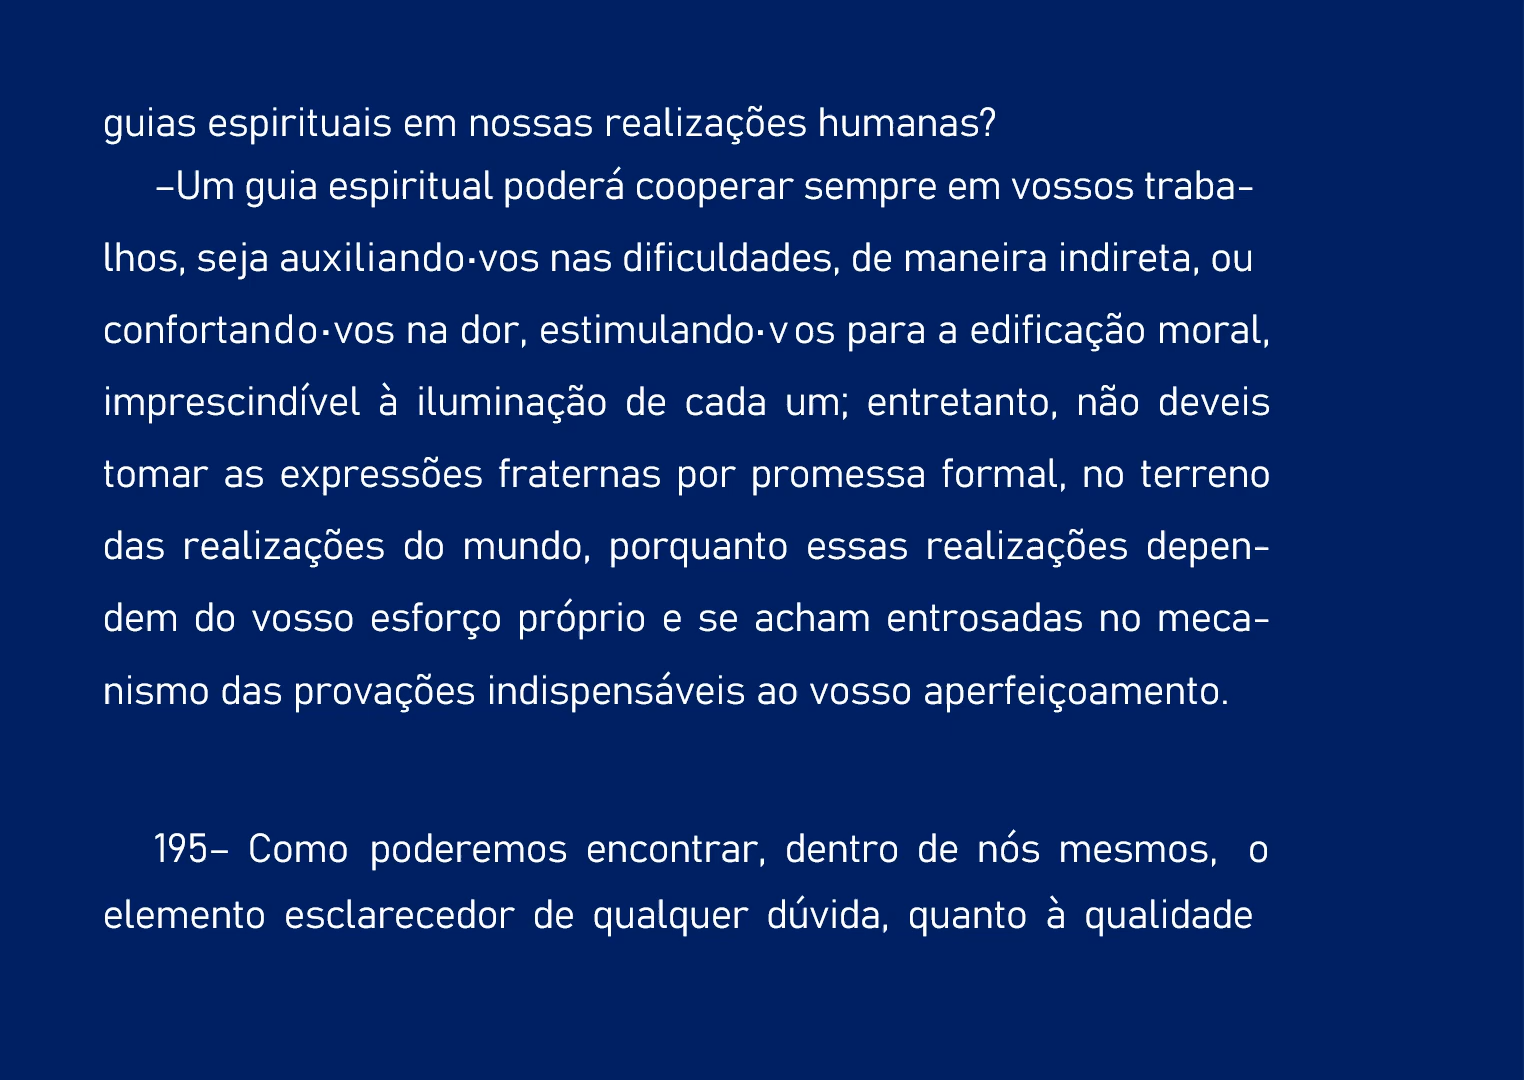 guias espirituais em nossas realizações humanas?
–Um guia espiritual poderá cooperar sempre em vossos traba-
lhos, seja auxiliando·vos nas dificuldades, de maneira indireta, ou
confortando·vos na dor, estimulando·vos para a edificação moral,
imprescindível à iluminação de cada um; entretanto, não deveis
tomar as expressões fraternas por promessa formal, no terreno
das realizações do mundo, porquanto essas realizações depen-
dem do vosso esforço próprio e se acham entrosadas no meca-
nismo das provações indispensáveis ao vosso aperfeiçoamento.
195– Como poderemos encontrar, dentro de nós mesmos, o
elemento esclarecedor de qualquer dúvida, quanto à qualidade